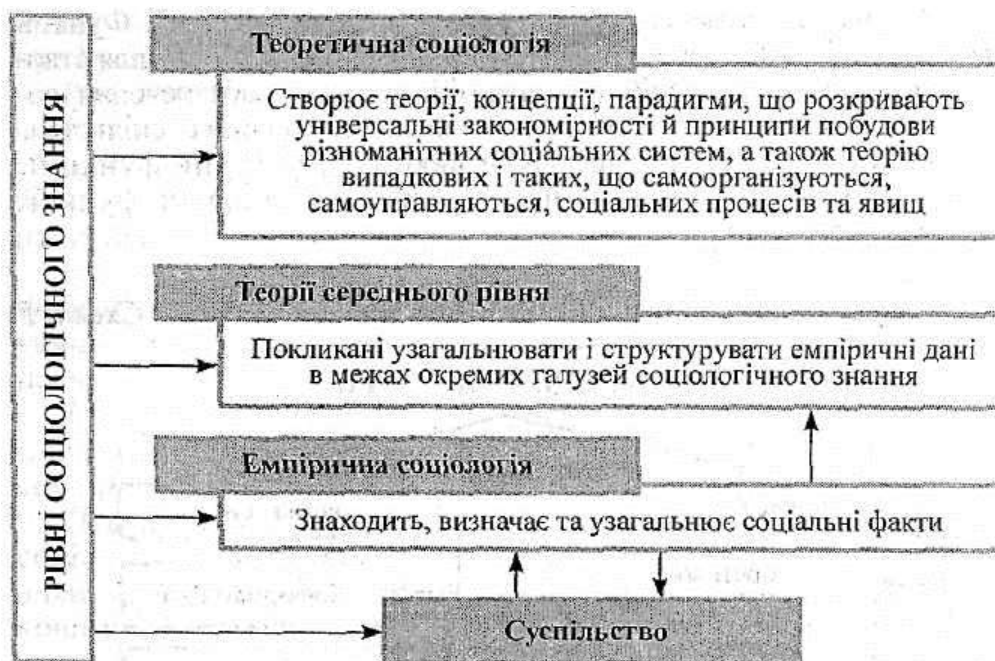 РІВНІ СОЦІОЛОГІЧНОГО ЗНАННЯ
Теоретична соціологія
Створює теорії, концепції, парадигми, що розкривають
універсальні закономірності й принципи побудови
різноманітних соціальних систем, а також теорію
випадкових і таких, що самоорганізуються,
самоуправляються, соціальних процесів та явищ
Теорії середнього рівня
Покликані узагальнювати і структурувати емпіричні дані
в межах окремих галузей соціологічного знання
Емпірична соціологія
Знаходить, визначає та узагальнює соціальні факти
Суспільство